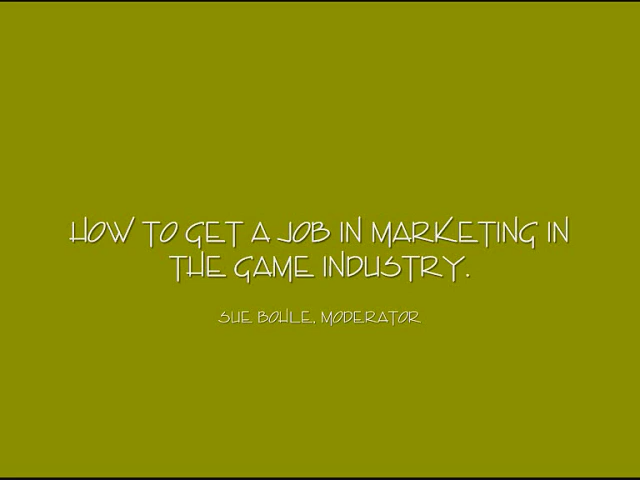 HOW TO GET A JOB IN MARKETING IN
THE GAME INDUSTRY.
SUE BOHLE, MODERATOR